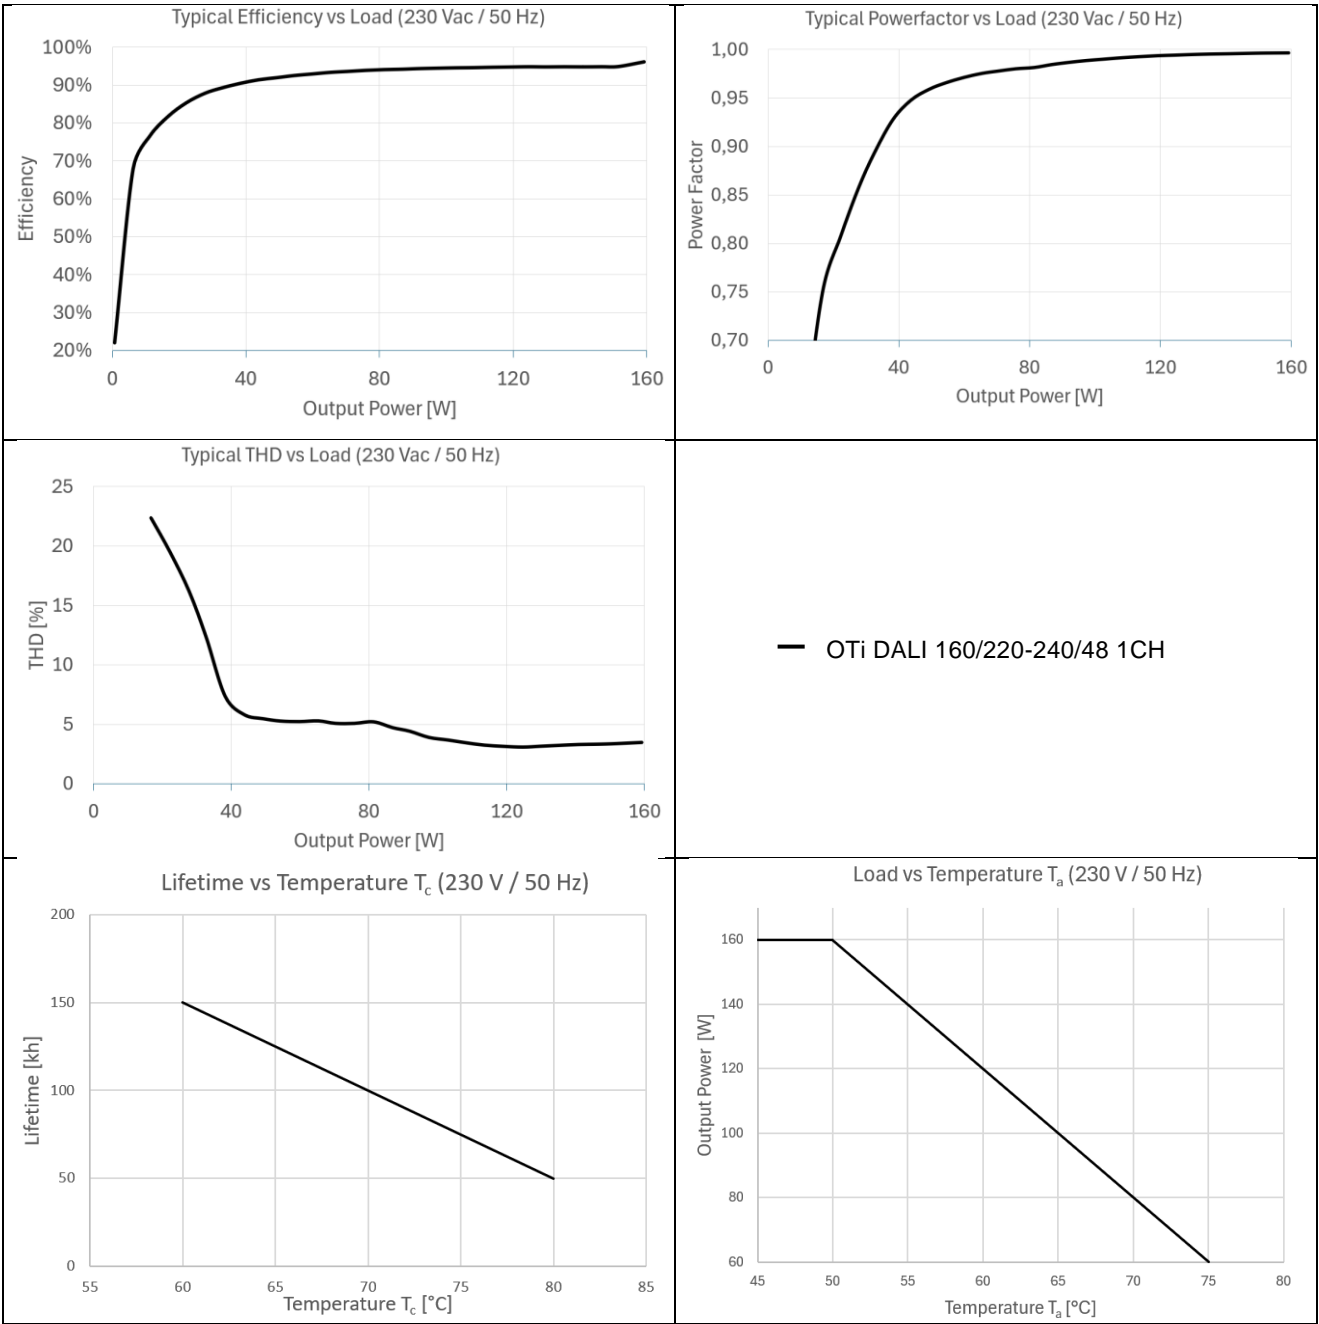 Typical Efficiency vs Load (230 Vac / 50 Hz)
100%
90%
80%
70%
60%
50%
40%
30%
20%
Efficiency
0 40 80 120 160
Output Power [W]
Typical Powerfactor vs Load (230 Vac / 50 Hz)
1,00
0,95
0,90
0,85
0,80
0,75
0,70
Power Factor
0 40 80 120 160
Output Power [W]
Typical THD vs Load (230 Vac / 50 Hz)
25
20
15
10
5
0
THD [%]
0 40 80 120 160
Output Power [W]
OTi DALI 160/220-240/48 1CH
Lifetime vs Temperature Tc (230 V / 50 Hz)
200
150
100
50
0
Lifetime [kh]
55 60 65 70 75 80 85
Temperature Tc [°C]
Load vs Temperature Ta (230 V / 50 Hz)
160
140
120
100
80
60
Output Power [W]
45 50 55 60 65 70 75 80
Temperature Ta [°C]